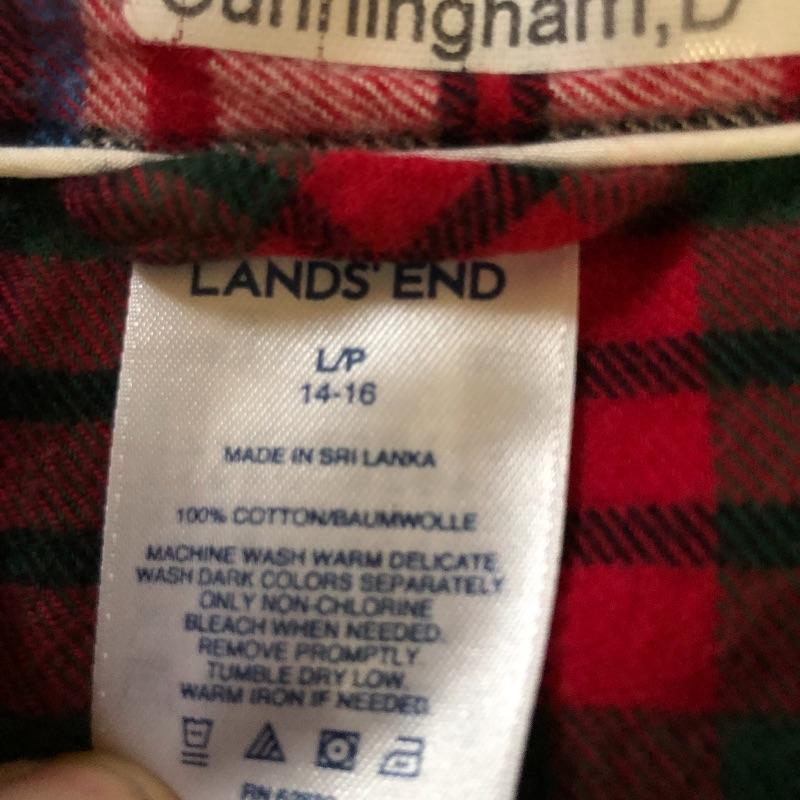 Cunningham, D
LANDS' END
L/P
14-16
MADE IN SRI LANKA
100% COTTON/BAUMWOLLE
MACHINE WASH WARM DELICATE.
WASH DARK COLORS SEPARATELY.
ONLY NON-CHLORINE
BLEACH WHEN NEEDED.
REMOVE PROMPTLY.
TUMBLE DRY LOW.
WARM IRON IF NEEDED.
RN